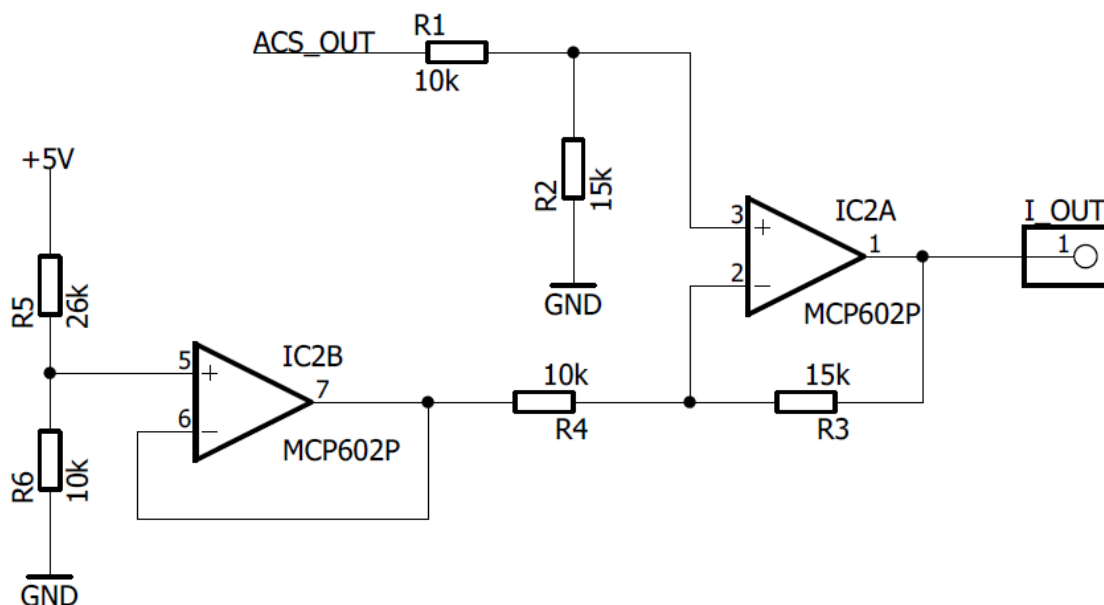 R1
ACS_OUT
10k
+5V
R2
15k
IC2A
I_OUT
3
1
1
2
GND
MCP602P
R5
26k
IC2B
5
7
6
10k
15k
R4
R3
MCP602P
R6
10k
GND